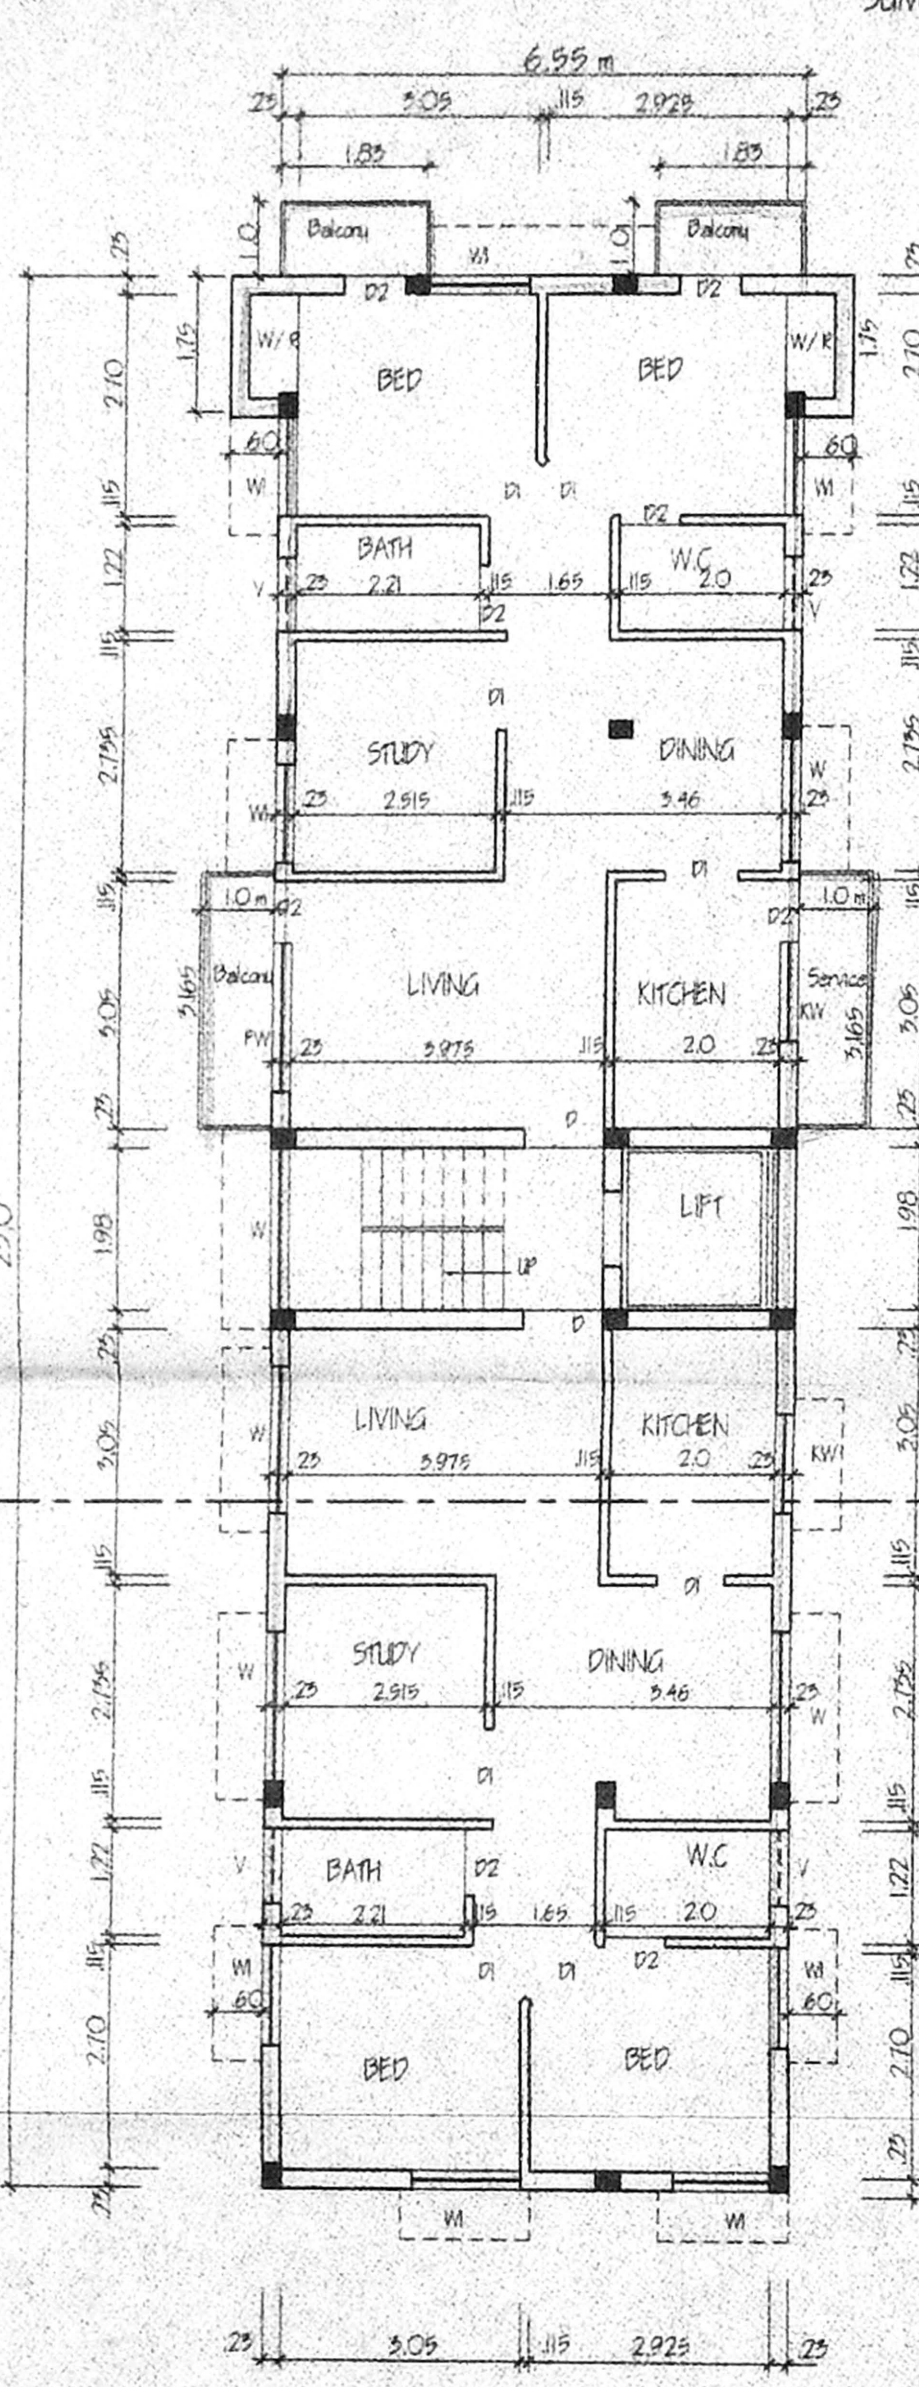 6.55 m
.23 3.05 .115 2.925 .23
1.83 1.83
1.0 Balcony 1.0 Balcony
.23 W1 .23
D2 D2
1.75 W/R W/R 1.75
2.70 BED BED 2.70
.60 .60
W1 D1 D1 W1
.115 D2 .115
BATH W.C
1.22 V .23 2.21 .115 1.65 .115 2.0 .23 V 1.22
D2
.115 .115
D1
2.735 STUDY DINING W 2.735
W1 .23 2.515 .115 3.46 .23
D1
.115 1.0 m D2 D2 1.0 m .115
Balcony LIVING KITCHEN Service
3.165 KW 3.165
3.05 FW .23 3.975 .115 2.0 .23 3.05
.23 D .23
1.98 W LIFT 1.98
UP
.23 D .23
LIVING KITCHEN
3.05 W .23 3.975 .115 2.0 .23 KW 3.05
.115 D1 .115
STUDY DINING
W
2.735 .23 2.515 .115 3.46 .23 W 2.735
.115 D1 .115
W.C
1.22 V BATH D2 V 1.22
.23 2.21 .115 1.65 .115 2.0 .23
.115 D2 .115
W1 D1 D1 W1
.60 .60
2.70 BED BED 2.70
.23 .23
W1 W1
.23 3.05 .115 2.925 .23